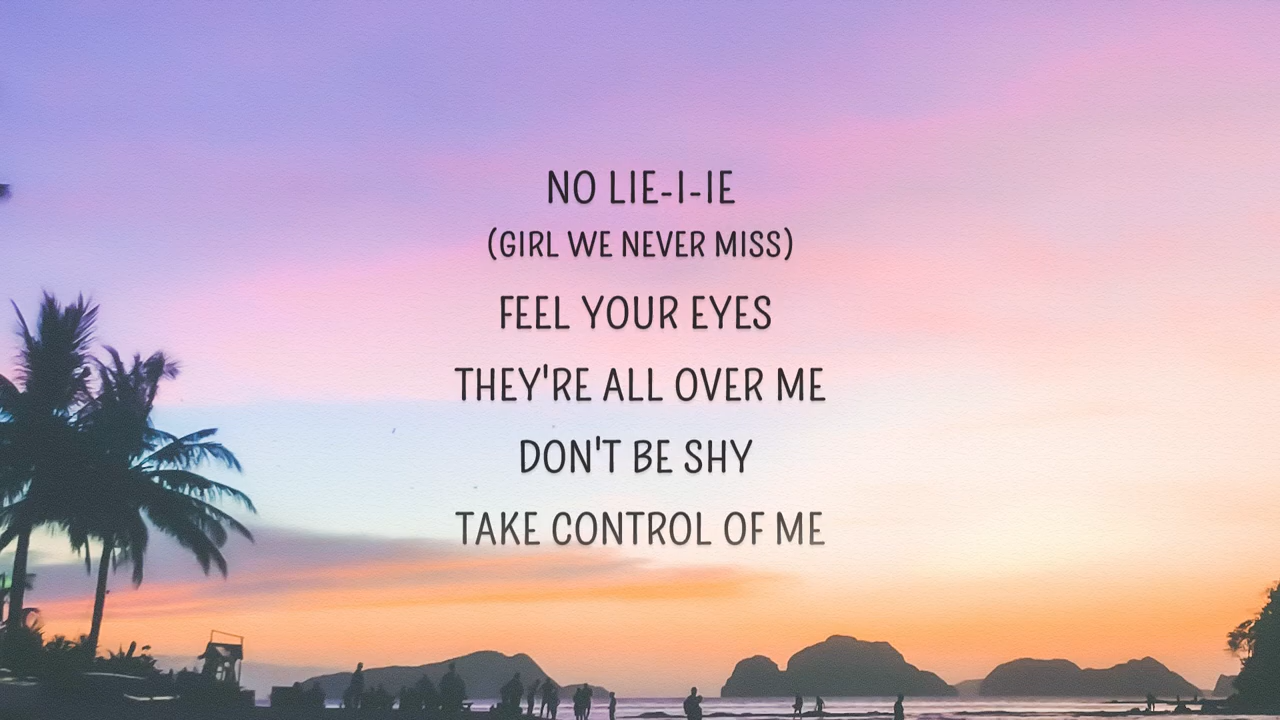 NO LIE-I-IE
(GIRL WE NEVER MISS)
FEEL YOUR EYES
THEY'RE ALL OVER ME
DON'T BE SHY
TAKE CONTROL OF ME